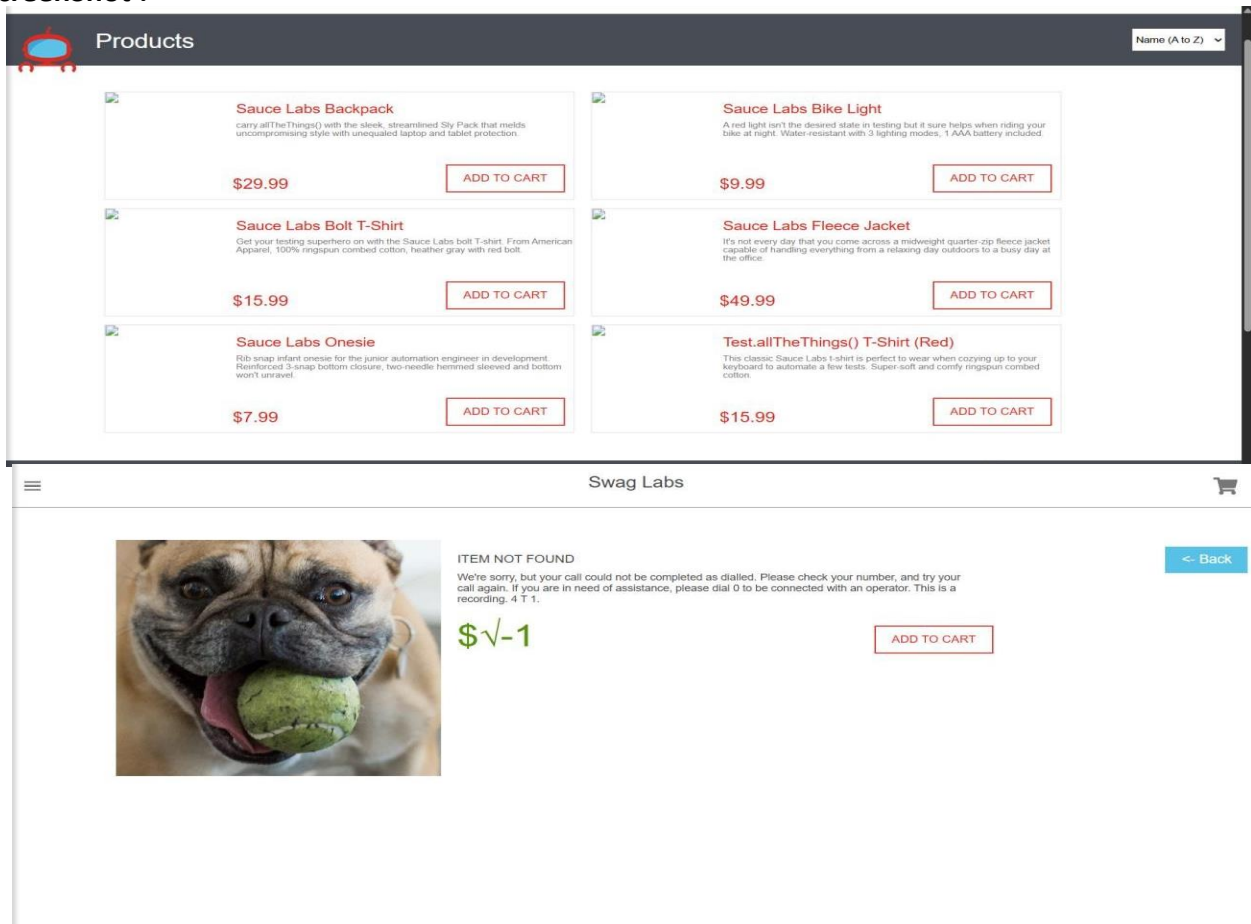 Products
Name (A to Z)
Sauce Labs Backpack
carry.allTheThings() with the sleek, streamlined Sly Pack that melds
uncompromising style with unequaled laptop and tablet protection.
$29.99
ADD TO CART
Sauce Labs Bike Light
A red light isn't the desired state in testing but it sure helps when riding your
bike at night. Water-resistant with 3 lighting modes, 1 AAA battery included.
$9.99
ADD TO CART
Sauce Labs Bolt T-Shirt
Get your testing superhero on with the Sauce Labs bolt T-shirt. From American
Apparel, 100% ringspun combed cotton, heather gray with red bolt.
$15.99
ADD TO CART
Sauce Labs Fleece Jacket
It's not every day that you come across a midweight quarter-zip fleece jacket
capable of handling everything from a relaxing day outdoors to a busy day at
the office.
$49.99
ADD TO CART
Sauce Labs Onesie
Rib snap infant onesie for the junior automation engineer in development.
Reinforced 3-snap bottom closure, two-needle hemmed sleeved and bottom
won't unravel.
$7.99
ADD TO CART
Test.allTheThings() T-Shirt (Red)
This classic Sauce Labs t-shirt is perfect to wear when cozying up to your
keyboard to automate a few tests. Super-soft and comfy ringspun combed
cotton.
$15.99
ADD TO CART
Swag Labs
ITEM NOT FOUND
We're sorry, but your call could not be completed as dialled. Please check your number, and try your
call again. If you are in need of assistance, please dial 0 to be connected with an operator. This is a
recording. 4 T 1.
$√-1
ADD TO CART
<- Back